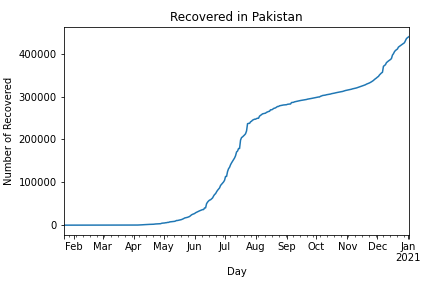 Recovered in Pakistan
Number of Recovered
400000
300000
200000
100000
0
Feb Mar Apr May Jun Jul Aug Sep Oct Nov Dec Jan
2021
Day